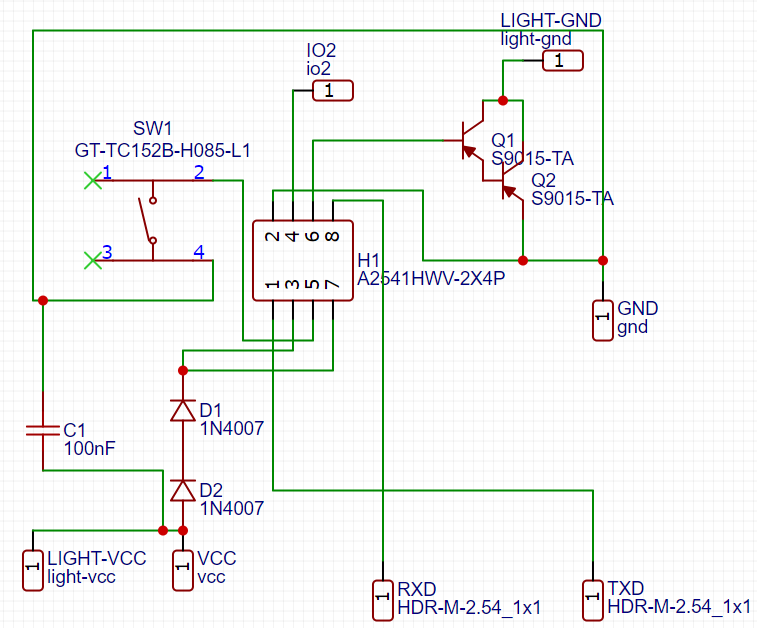 LIGHT-GND
light-gnd
1
IO2
io2
1
SW1
GT-TC152B-H085-L1
1
2
3
4
Q1
S9015-TA
Q2
S9015-TA
2
4
6
8
1
3
5
7
H1
A2541HWV-2X4P
1
GND
gnd
C1
100nF
D1
1N4007
D2
1N4007
1
LIGHT-VCC
light-vcc
1
VCC
vcc
1
RXD
HDR-M-2.54_1x1
1
TXD
HDR-M-2.54_1x1